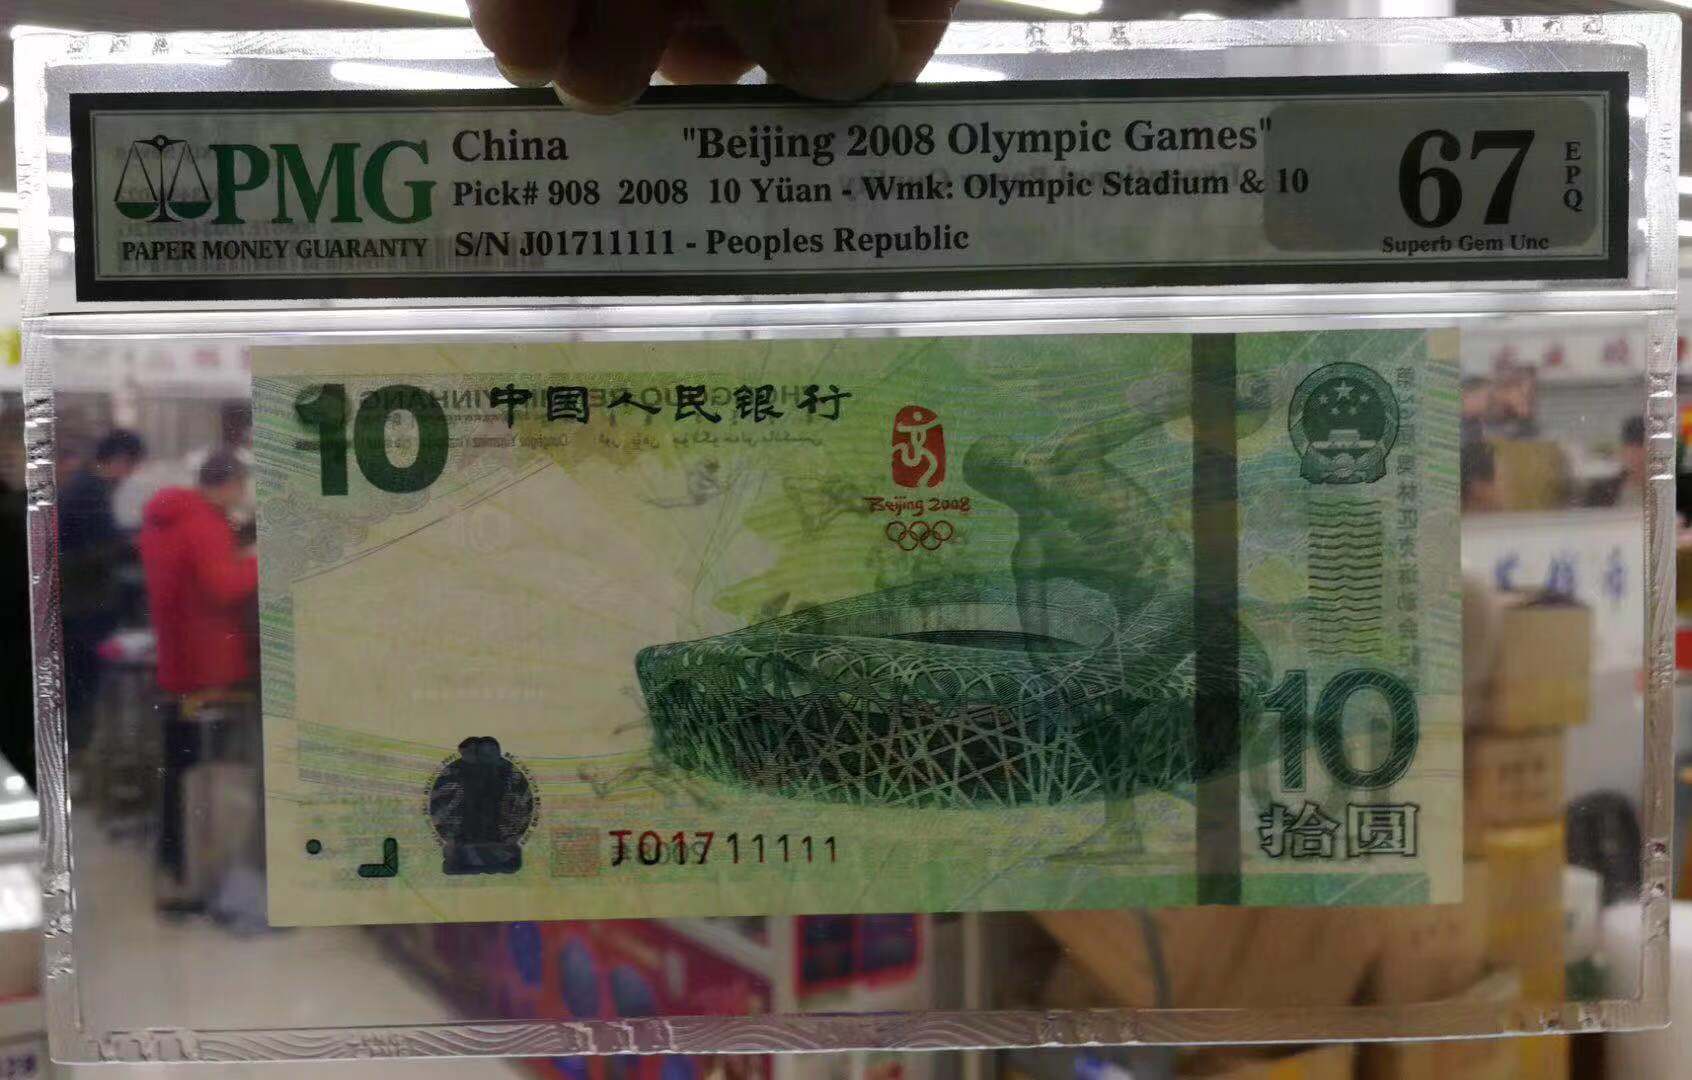 PMG
PAPER MONEY GUARANTY
China "Beijing 2008 Olympic Games"
Pick# 908 2008 10 Yüan - Wmk: Olympic Stadium & 10
S/N J01711111 - Peoples Republic
67
EPQ
Superb Gem Unc
10
中国人民银行
Beijing 2008
10
拾圆
J01711111